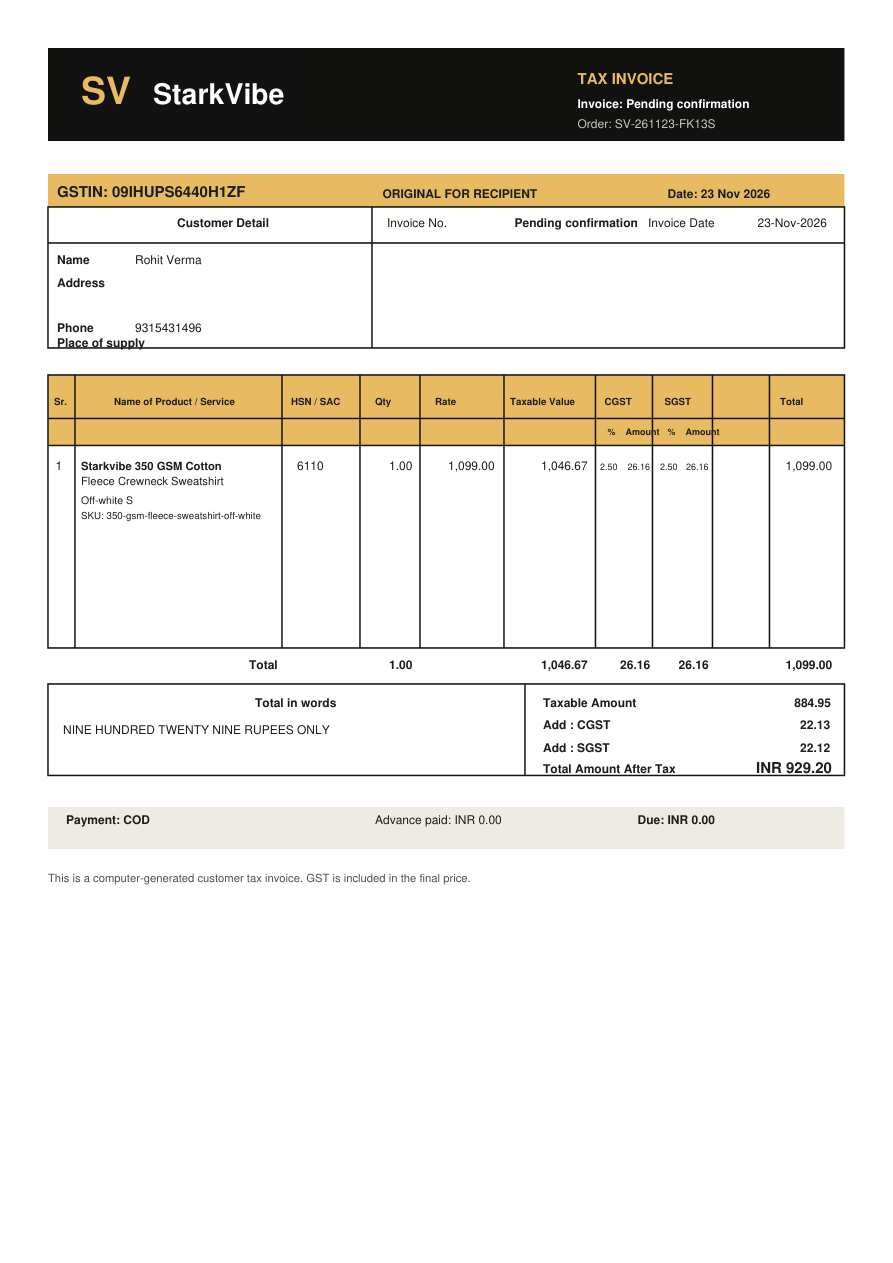 SV StarkVibe
TAX INVOICE
Invoice: Pending confirmation
Order: SV-261123-FK13S
GSTIN: 09IHUPS6440H1ZF ORIGINAL FOR RECIPIENT Date: 23 Nov 2026
Customer Detail Invoice No. Pending confirmation Invoice Date 23-Nov-2026
Name Rohit Verma
Address
Phone 9315431496
Place of supply
Sr. Name of Product / Service HSN / SAC Qty Rate Taxable Value CGST SGST Total
% Amount % Amount
1 Starkvibe 350 GSM Cotton 6110 1.00 1,099.00 1,046.67 2.50 26.16 2.50 26.16 1,099.00
Fleece Crewneck Sweatshirt
Off-white S
SKU: 350-gsm-fleece-sweatshirt-off-white
Total 1.00 1,046.67 26.16 26.16 1,099.00
Total in words
NINE HUNDRED TWENTY NINE RUPEES ONLY
Taxable Amount 884.95
Add : CGST 22.13
Add : SGST 22.12
Total Amount After Tax INR 929.20
Payment: COD Advance paid: INR 0.00 Due: INR 0.00
This is a computer-generated customer tax invoice. GST is included in the final price.